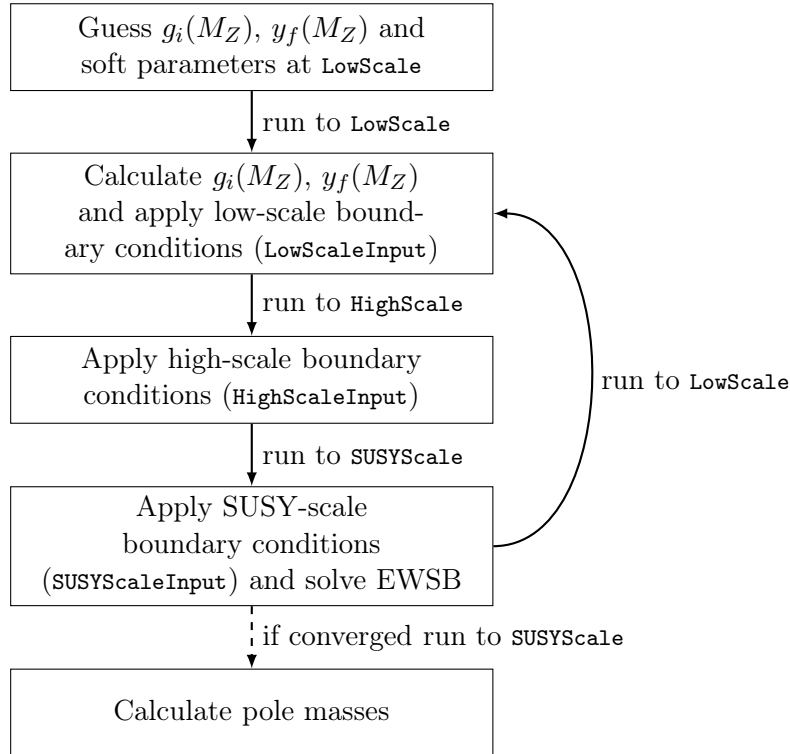 Guess g_i(M_Z), y_f(M_Z) and
soft parameters at LowScale
run to LowScale
Calculate g_i(M_Z), y_f(M_Z)
and apply low-scale bound-
ary conditions (LowScaleInput)
run to HighScale
Apply high-scale boundary
conditions (HighScaleInput)
run to LowScale
run to SUSYScale
Apply SUSY-scale
boundary conditions
(SUSYScaleInput) and solve EWSB
if converged run to SUSYScale
Calculate pole masses